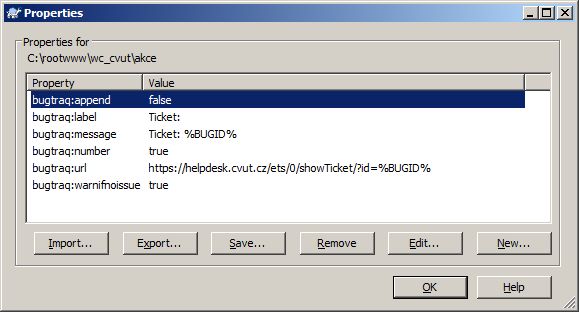 Properties
Properties for
C:\rootwww\wc_cvut\akce
Property Value
bugtraq:append false
bugtraq:label Ticket:
bugtraq:message Ticket: %BUGID%
bugtraq:number true
bugtraq:url https://helpdesk.cvut.cz/ets/0/showTicket/?id=%BUGID%
bugtraq:warnifnoissue true
Import... Export... Save... Remove Edit... New...
OK Help